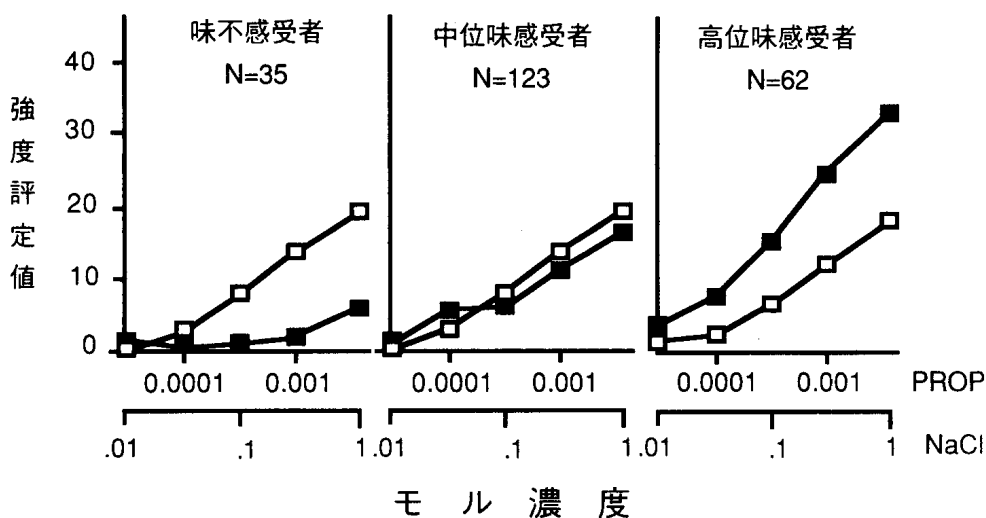 味不感受者
N=35
中位味感受者
N=123
高位味感受者
N=62
強度評定値
40
30
20
10
0
0.0001 0.001
0.0001 0.001
0.0001 0.001
PROP
.01 .1 1
.01 .1 1
.01 .1 1
NaCl
モル濃度